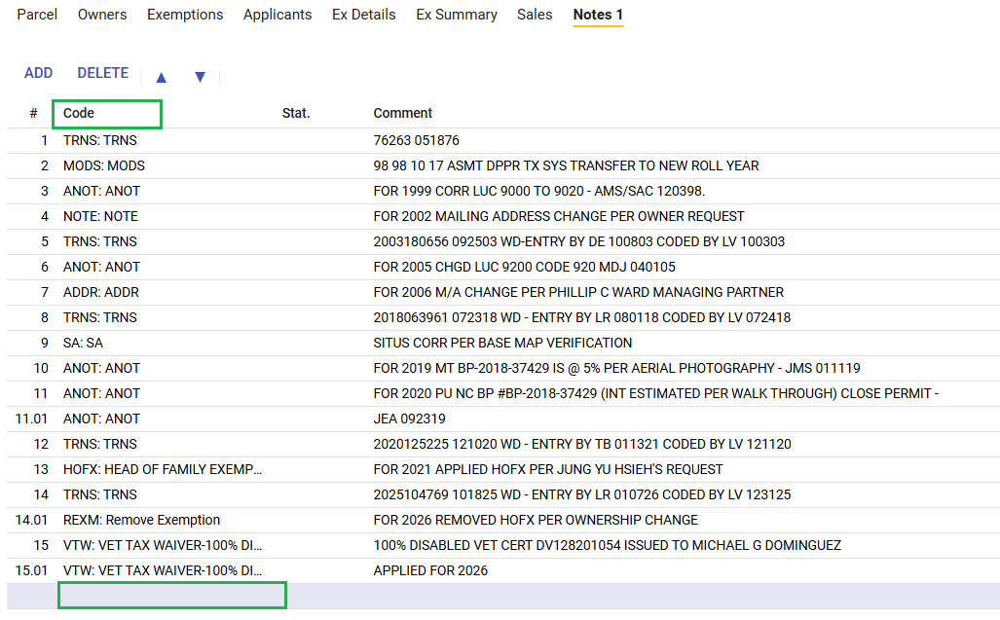 Parcel Owners Exemptions Applicants Ex Details Ex Summary Sales Notes 1
ADD DELETE
# Code Stat. Comment
1 TRNS: TRNS 76263 051876
2 MODS: MODS 98 98 10 17 ASMT DPPR TX SYS TRANSFER TO NEW ROLL YEAR
3 ANOT: ANOT FOR 1999 CORR LUC 9000 TO 9020 - AMS/SAC 120398.
4 NOTE: NOTE FOR 2002 MAILING ADDRESS CHANGE PER OWNER REQUEST
5 TRNS: TRNS 2003180656 092503 WD-ENTRY BY DE 100803 CODED BY LV 100303
6 ANOT: ANOT FOR 2005 CHGD LUC 9200 CODE 920 MDJ 040105
7 ADDR: ADDR FOR 2006 M/A CHANGE PER PHILLIP C WARD MANAGING PARTNER
8 TRNS: TRNS 2018063961 072318 WD - ENTRY BY LR 080118 CODED BY LV 072418
9 SA: SA SITUS CORR PER BASE MAP VERIFICATION
10 ANOT: ANOT FOR 2019 MT BP-2018-37429 IS @ 5% PER AERIAL PHOTOGRAPHY - JMS 011119
11 ANOT: ANOT FOR 2020 PU NC BP #BP-2018-37429 (INT ESTIMATED PER WALK THROUGH) CLOSE PERMIT -
11.01 ANOT: ANOT JEA 092319
12 TRNS: TRNS 2020125225 121020 WD - ENTRY BY TB 011321 CODED BY LV 121120
13 HOFX: HEAD OF FAMILY EXEMP... FOR 2021 APPLIED HOFX PER JUNG YU HSIEH'S REQUEST
14 TRNS: TRNS 2025104769 101825 WD - ENTRY BY LR 010726 CODED BY LV 123125
14.01 REXM: Remove Exemption FOR 2026 REMOVED HOFX PER OWNERSHIP CHANGE
15 VTW: VET TAX WAIVER-100% DI... 100% DISABLED VET CERT DV128201054 ISSUED TO MICHAEL G DOMINGUEZ
15.01 VTW: VET TAX WAIVER-100% DI... APPLIED FOR 2026